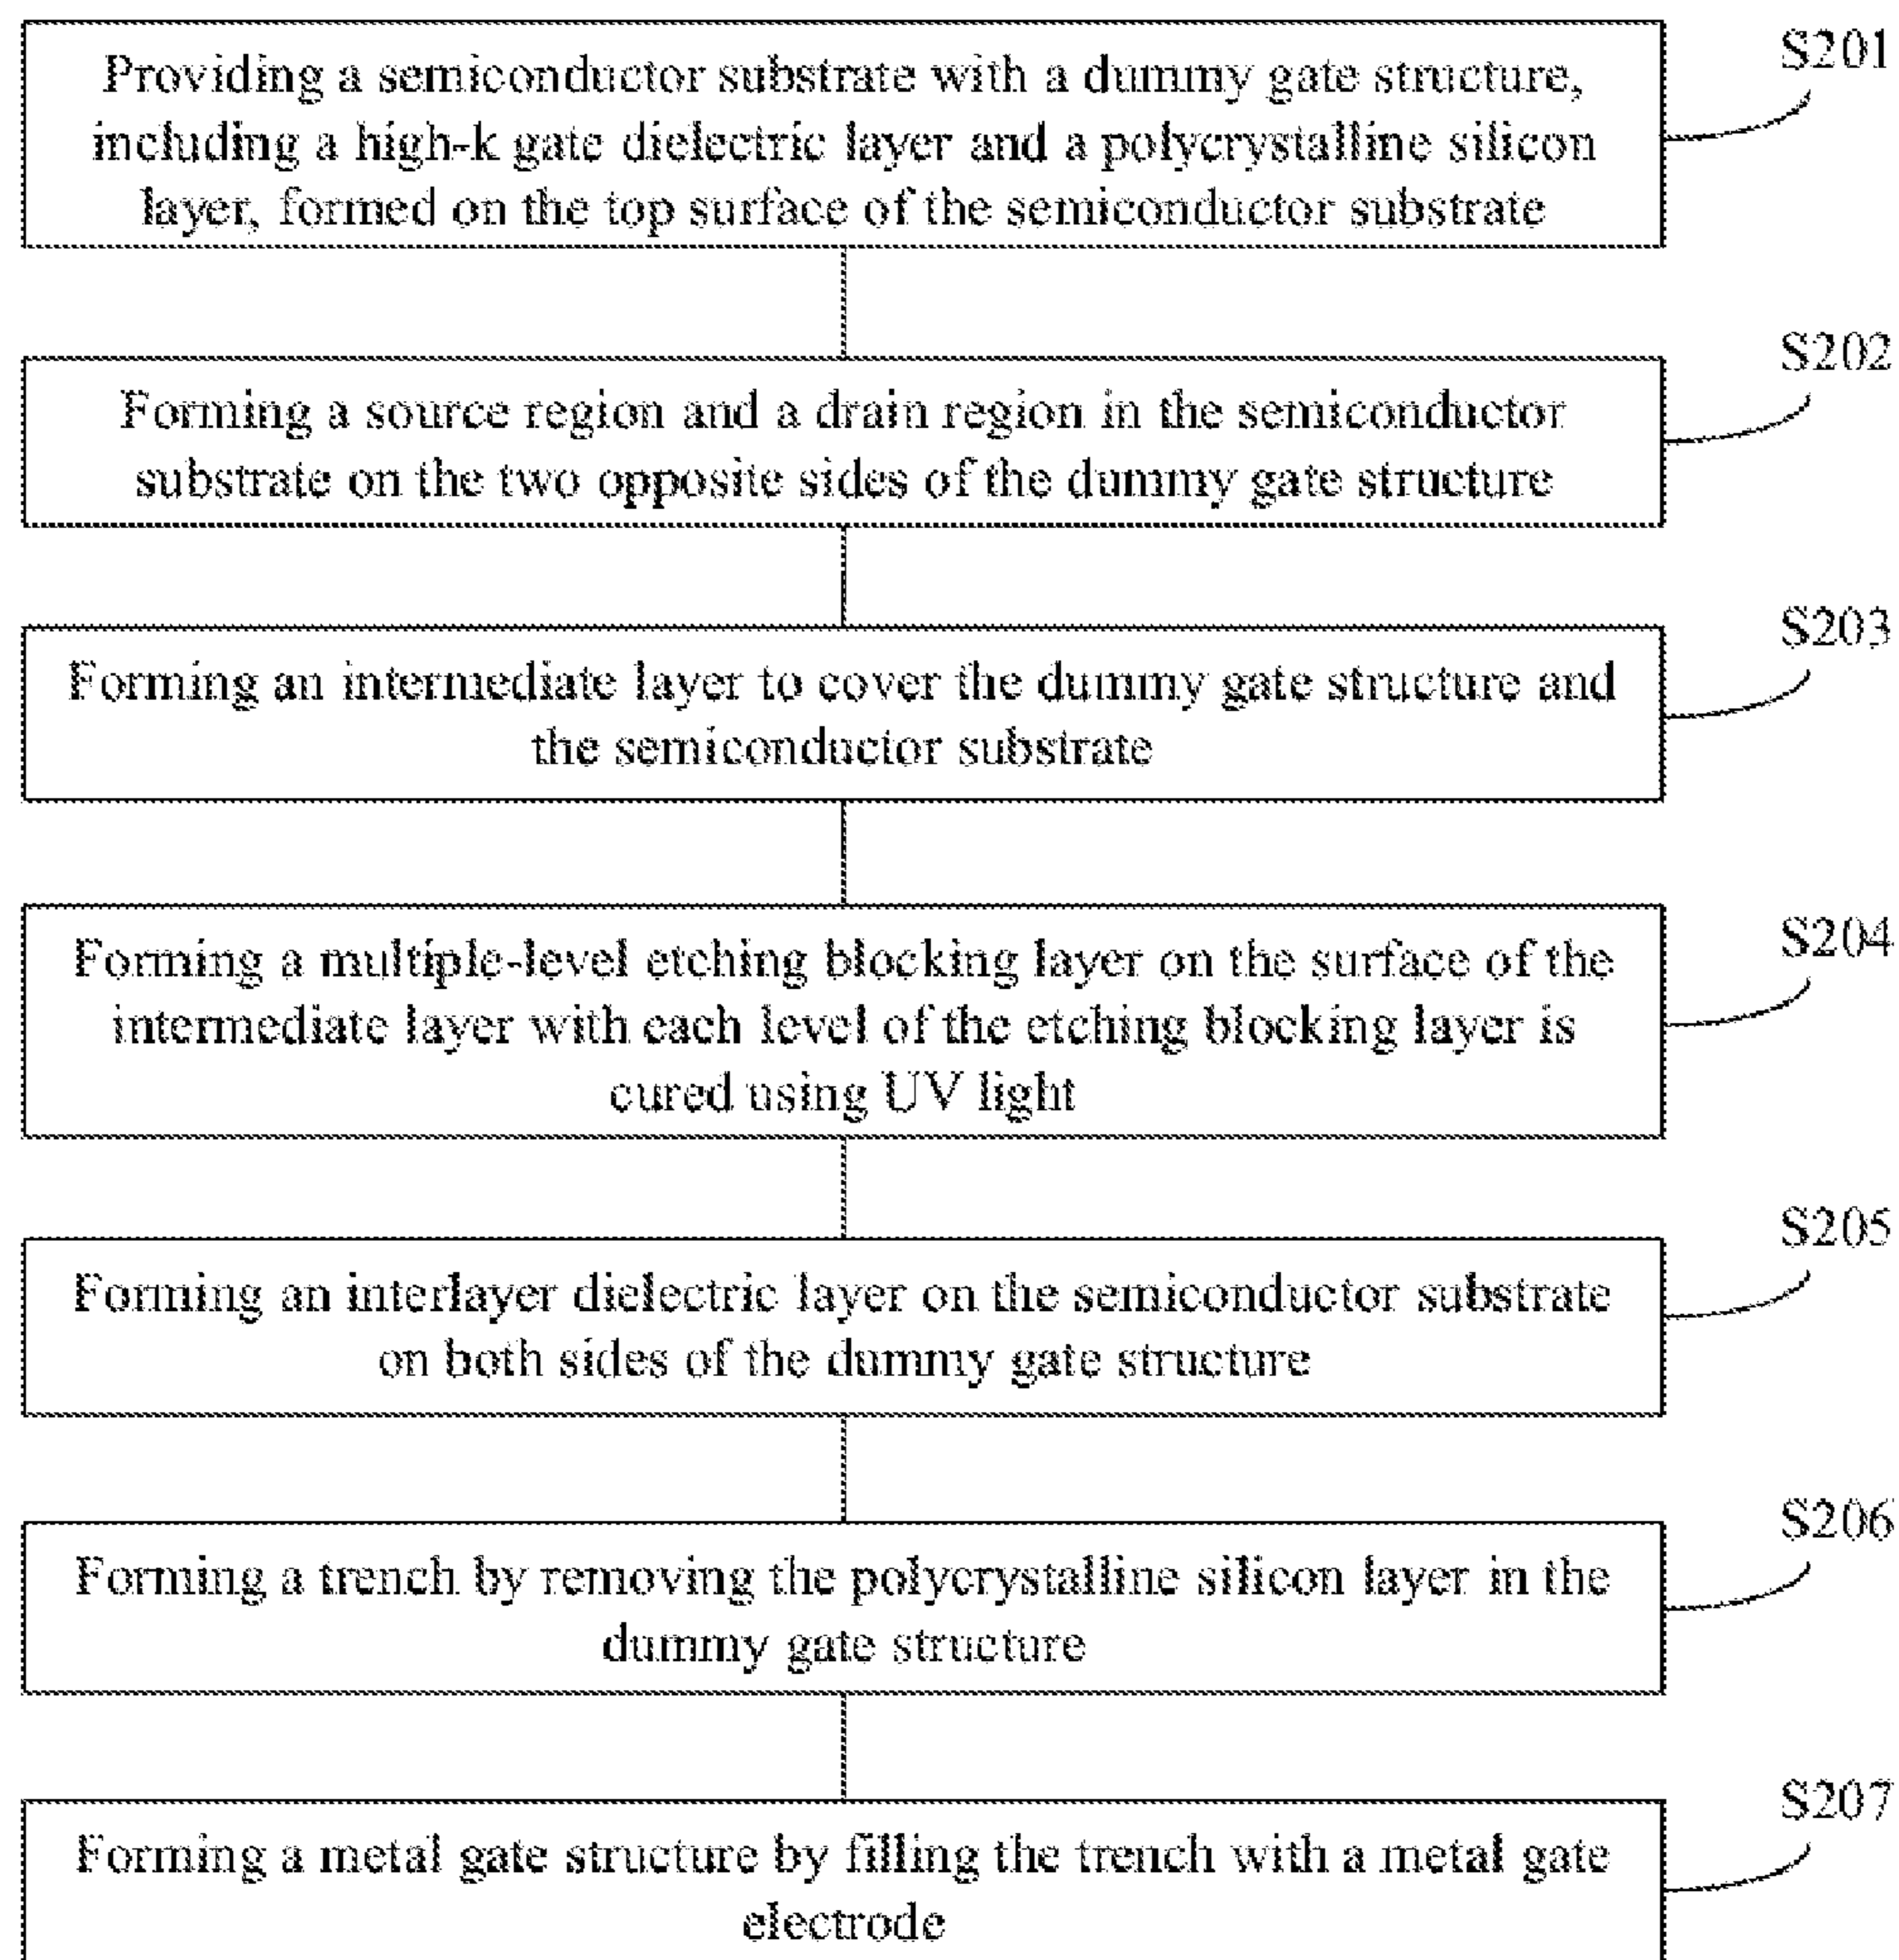 Providing a semiconductor substrate with a dummy gate structure,
including a high-k gate dielectric layer and a polycrystalline silicon
layer, formed on the top surface of the semiconductor substrate
S201
Forming a source region and a drain region in the semiconductor
substrate on the two opposite sides of the dummy gate structure
S202
Forming an intermediate layer to cover the dummy gate structure and
the semiconductor substrate
S203
Forming a multiple-level etching blocking layer on the surface of the
intermediate layer with each level of the etching blocking layer is
cured using UV light
S204
Forming an interlayer dielectric layer on the semiconductor substrate
on both sides of the dummy gate structure
S205
Forming a trench by removing the polycrystalline silicon layer in the
dummy gate structure
S206
Forming a metal gate structure by filling the trench with a metal gate
electrode
S207